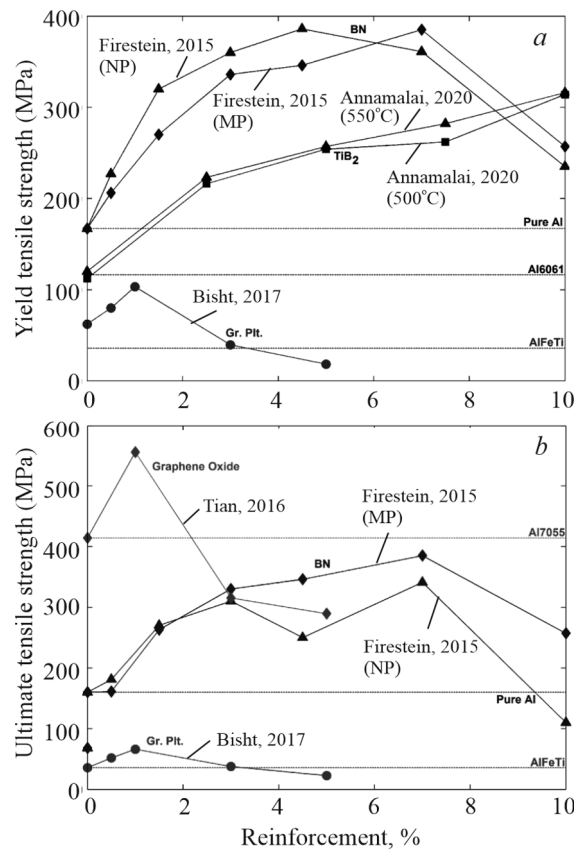 400
300
200
100
0
Yield tensile strength (MPa)
a
Firestein, 2015
(NP)
BN
Firestein, 2015
(MP)
Annamalai, 2020
(550°C)
TiB2
Annamalai, 2020
(500°C)
Pure Al
Al6061
Bisht, 2017
Gr. Plt.
AlFeTi
0 2 4 6 8 10
600
500
400
300
200
100
0
Ultimate tensile strength (MPa)
b
Graphene Oxide
Tian, 2016
Firestein, 2015
(MP)
Al7055
BN
Firestein, 2015
(NP)
Pure Al
Gr. Plt.
Bisht, 2017
AlFeTi
0 2 4 6 8 10
Reinforcement, %